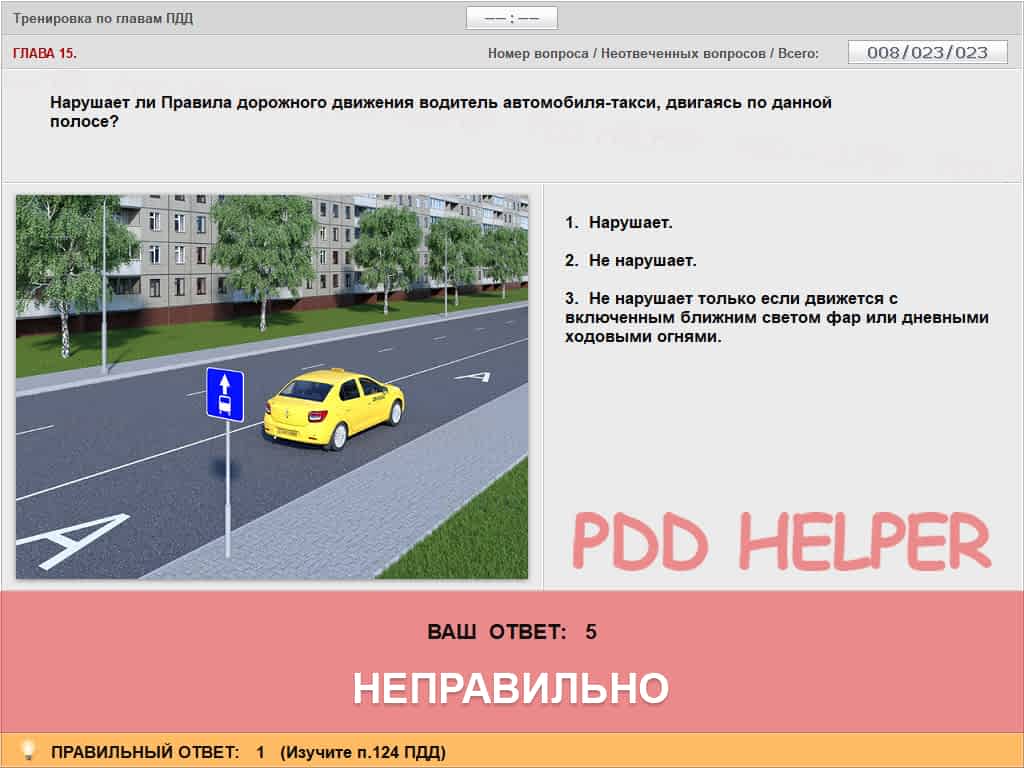 Тренировка по главам ПДД
—— : ——
ГЛАВА 15.
Номер вопроса / Неотвеченных вопросов / Всего:
008/023/023
Нарушает ли Правила дорожного движения водитель автомобиля-такси, двигаясь по данной
полосе?
1. Нарушает.
2. Не нарушает.
3. Не нарушает только если движется с
включенным ближним светом фар или дневными
ходовыми огнями.
А
А
PDD HELPER
ВАШ ОТВЕТ: 5
НЕПРАВИЛЬНО
ПРАВИЛЬНЫЙ ОТВЕТ: 1 (Изучите п.124 ПДД)